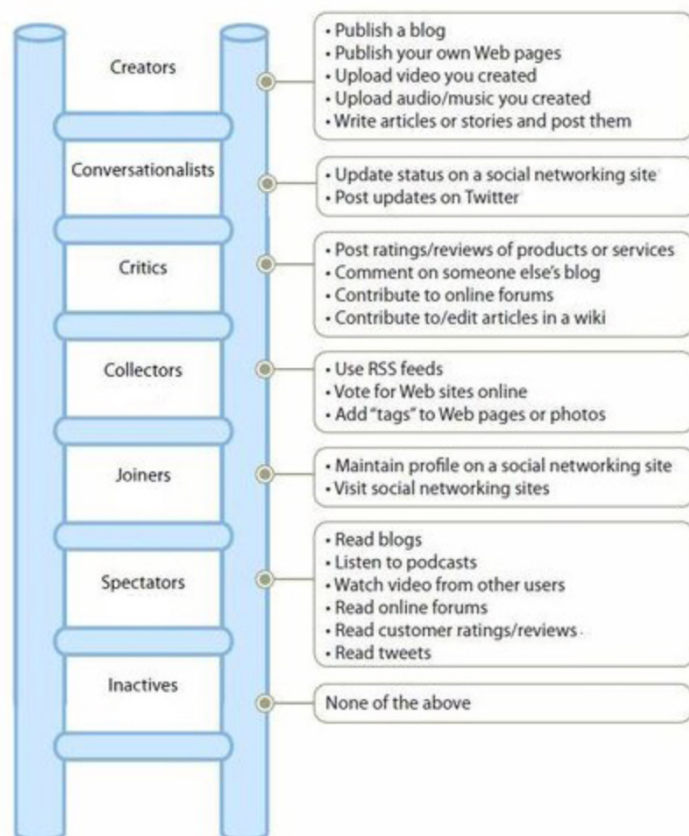 Creators
• Publish a blog
• Publish your own Web pages
• Upload video you created
• Upload audio/music you created
• Write articles or stories and post them
Conversationalists
• Update status on a social networking site
• Post updates on Twitter
Critics
• Post ratings/reviews of products or services
• Comment on someone else's blog
• Contribute to online forums
• Contribute to/edit articles in a wiki
Collectors
• Use RSS feeds
• Vote for Web sites online
• Add "tags" to Web pages or photos
Joiners
• Maintain profile on a social networking site
• Visit social networking sites
Spectators
• Read blogs
• Listen to podcasts
• Watch video from other users
• Read online forums
• Read customer ratings/reviews
• Read tweets
Inactives
None of the above